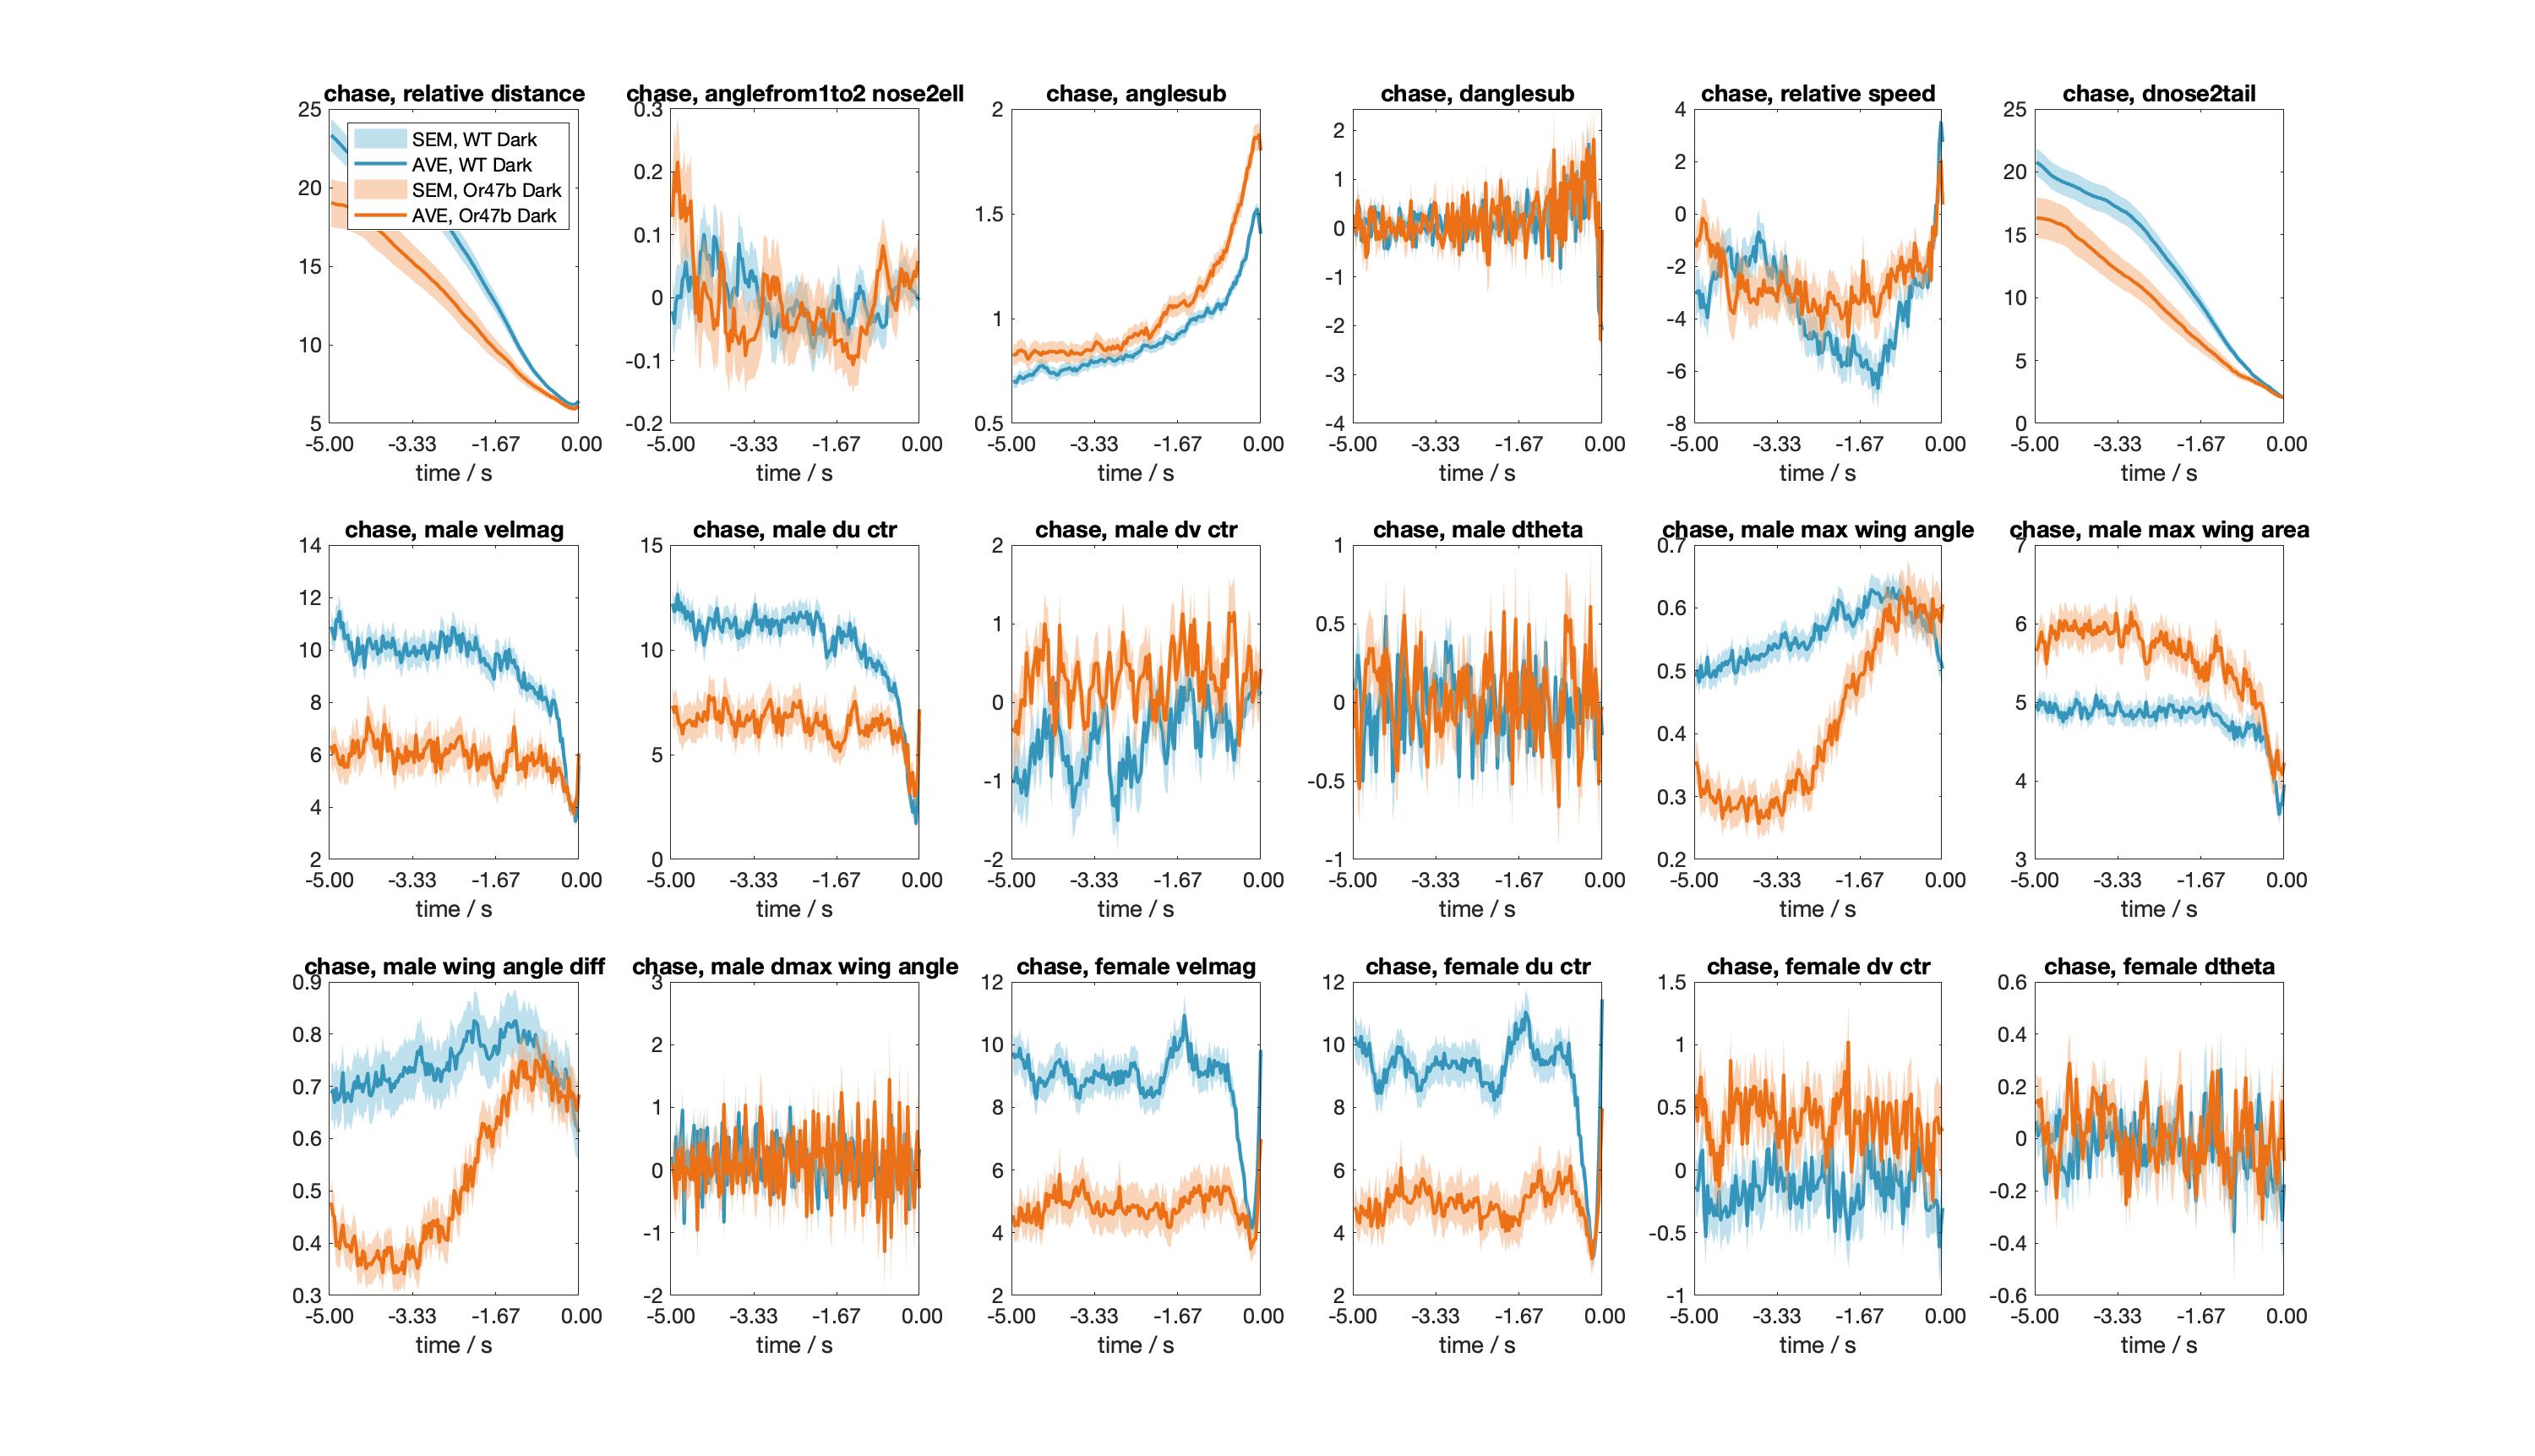 chase, relative distance
25
20
15
10
5
-5.00 -3.33 -1.67 0.00
time / s
SEM, WT Dark
AVE, WT Dark
SEM, Or47b Dark
AVE, Or47b Dark
chase, anglefrom1to2 nose2ell
0.3
0.2
0.1
0
-0.1
-0.2
-5.00 -3.33 -1.67 0.00
time / s
chase, anglesub
2
1.5
1
0.5
-5.00 -3.33 -1.67 0.00
time / s
chase, danglesub
2
1
0
-1
-2
-3
-4
-5.00 -3.33 -1.67 0.00
time / s
chase, relative speed
4
2
0
-2
-4
-6
-8
-5.00 -3.33 -1.67 0.00
time / s
chase, dnose2tail
25
20
15
10
5
0
-5.00 -3.33 -1.67 0.00
time / s
chase, male velmag
14
12
10
8
6
4
2
-5.00 -3.33 -1.67 0.00
time / s
chase, male du ctr
15
10
5
0
-5.00 -3.33 -1.67 0.00
time / s
chase, male dv ctr
2
1
0
-1
-2
-5.00 -3.33 -1.67 0.00
time / s
chase, male dtheta
1
0.5
0
-0.5
-1
-5.00 -3.33 -1.67 0.00
time / s
chase, male max wing angle
0.7
0.6
0.5
0.4
0.3
0.2
-5.00 -3.33 -1.67 0.00
time / s
chase, male max wing area
7
6
5
4
3
-5.00 -3.33 -1.67 0.00
time / s
chase, male wing angle diff
0.9
0.8
0.7
0.6
0.5
0.4
0.3
-5.00 -3.33 -1.67 0.00
time / s
chase, male dmax wing angle
3
2
1
0
-1
-2
-5.00 -3.33 -1.67 0.00
time / s
chase, female velmag
12
10
8
6
4
2
-5.00 -3.33 -1.67 0.00
time / s
chase, female du ctr
12
10
8
6
4
2
-5.00 -3.33 -1.67 0.00
time / s
chase, female dv ctr
1.5
1
0.5
0
-0.5
-1
-5.00 -3.33 -1.67 0.00
time / s
chase, female dtheta
0.6
0.4
0.2
0
-0.2
-0.4
-0.6
-5.00 -3.33 -1.67 0.00
time / s